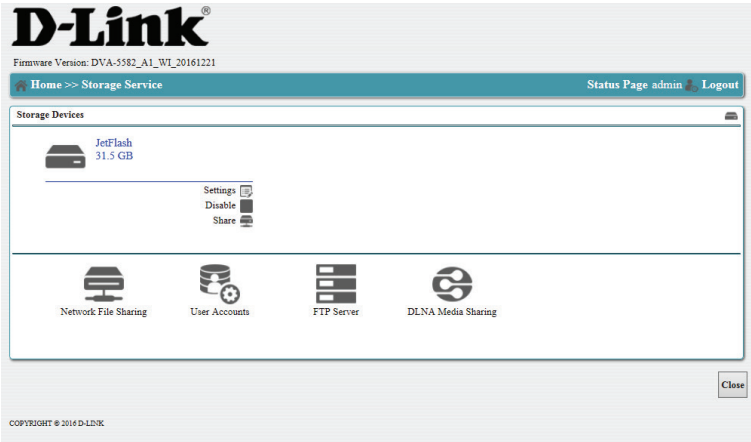 D-Link®
Firmware Version: DVA-5582_A1_WI_20161221
Home >> Storage Service Status Page admin Logout
Storage Devices
JetFlash
31.5 GB
Settings
Disable
Share
Network File Sharing User Accounts FTP Server DLNA Media Sharing
Close
COPYRIGHT © 2016 D-LINK